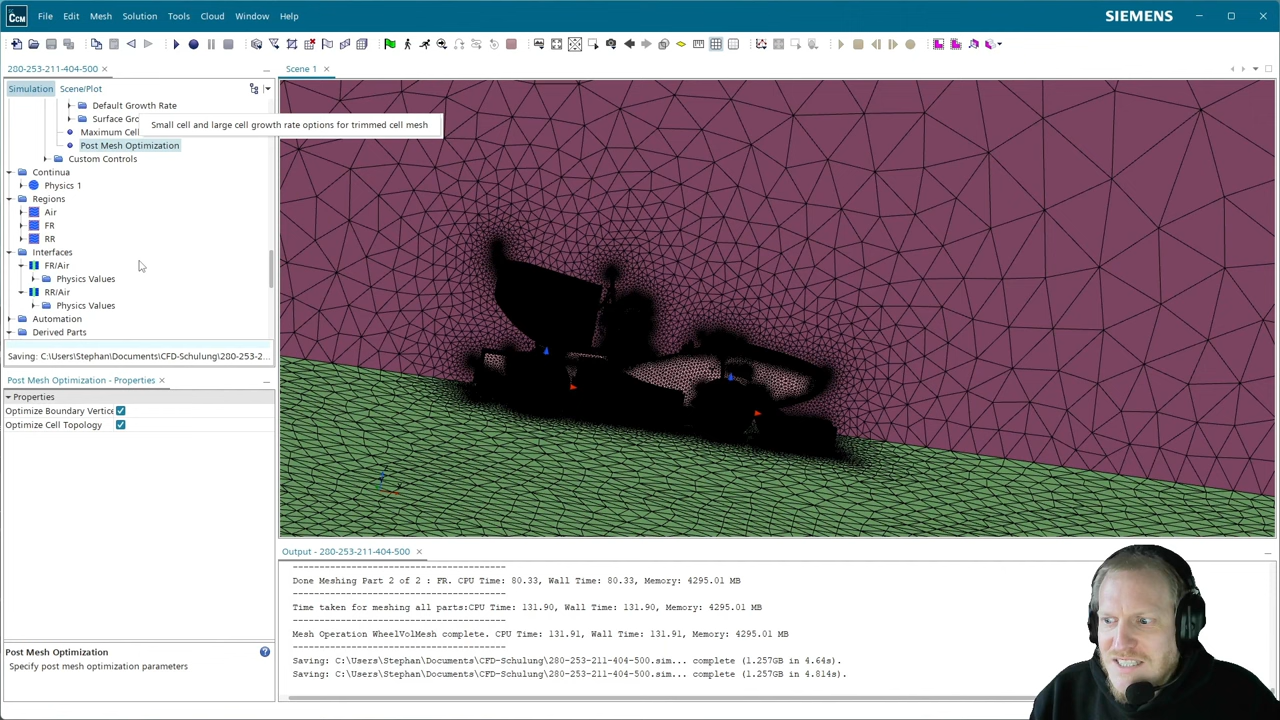 CCM
File Edit Mesh Solution Tools Cloud Window Help
SIEMENS
280-253-211-404-500
Scene 1
Simulation Scene/Plot
Default Growth Rate
Surface Gro
Small cell and large cell growth rate options for trimmed cell mesh
Maximum Cel
Post Mesh Optimization
Custom Controls
Continua
Physics 1
Regions
Air
FR
RR
Interfaces
FR/Air
Physics Values
RR/Air
Physics Values
Automation
Derived Parts
Saving: C:\Users\Stephan\Documents\CFD-Schulung\280-253-2...
Post Mesh Optimization - Properties
Properties
Optimize Boundary Vertice
Optimize Cell Topology
Post Mesh Optimization
Specify post mesh optimization parameters
Output - 280-253-211-404-500
Done Meshing Part 2 of 2 : FR. CPU Time: 80.33, Wall Time: 80.33, Memory: 4295.01 MB
Time taken for meshing all parts:CPU Time: 131.90, Wall Time: 131.90, Memory: 4295.01 MB
Mesh Operation WheelVolMesh complete. CPU Time: 131.91, Wall Time: 131.91, Memory: 4295.01 MB
Saving: C:\Users\Stephan\Documents\CFD-Schulung\280-253-211-404-500.sim... complete (1.257GB in 4.64s).
Saving: C:\Users\Stephan\Documents\CFD-Schulung\280-253-211-404-500.sim... complete (1.257GB in 4.814s).